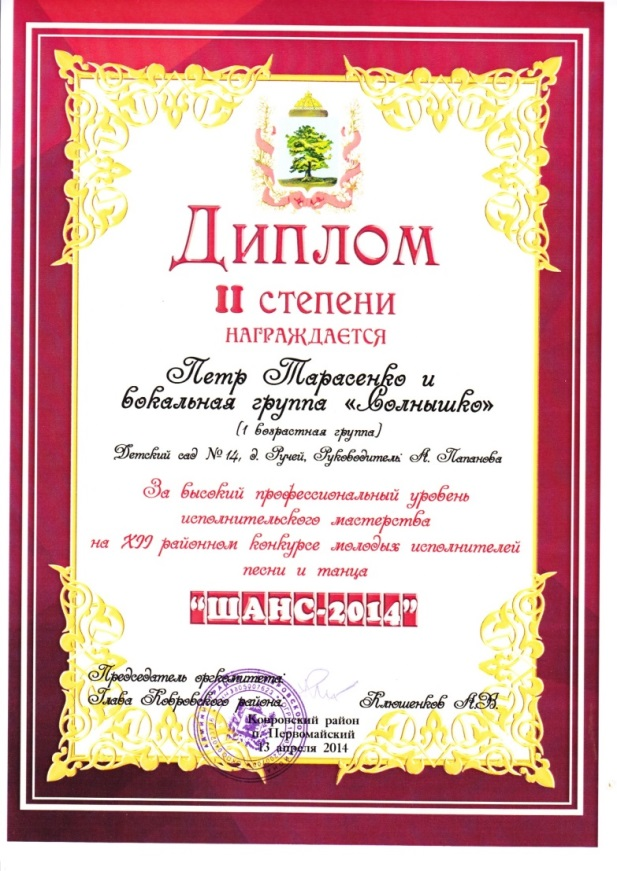 Диплом
II степени
награждается
Петр Тарасенко и
вокальная группа «Солнышко»
(1 возрастная группа)
Детский сад №14, д. Ручей, Руководитель: А. Папанова
За высокий профессиональный уровень
исполнительского мастерства
на XII районном конкурсе молодых исполнителей
песни и танца
“ШАНС-2014”
Председатель оргкомитета:
Глава Ковровского района
Клюшенков А.В.
Ковровский район
п. Первомайский
13 апреля 2014